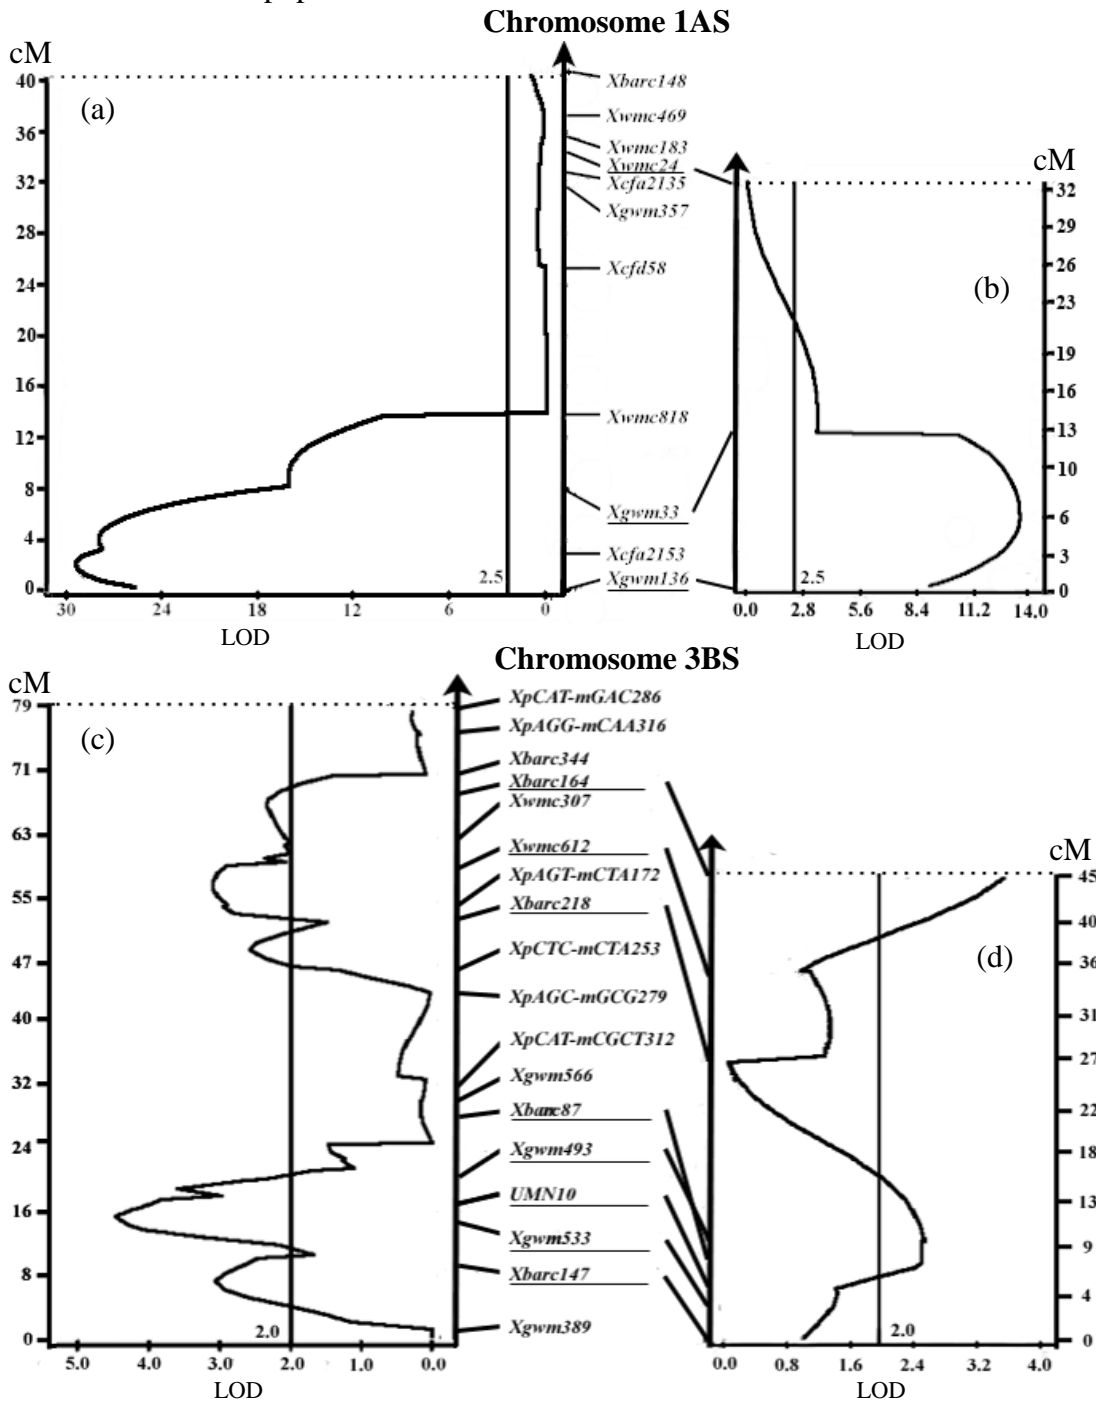 Chromosome 1AS
cM
(a)
40
36
32
28
24
20
16
12
8
4
0
30 24 18 12 6 0
2.5
LOD
Xbarc148
Xwmc469
Xwmc183
Xwmc24
Xcfa2135
Xgwm357
Xcfd58
Xwmc818
Xgwm33
Xcfa2153
Xgwm136
cM
(b)
32
29
26
23
19
16
13
10
6
3
0
2.5
0.0 2.8 5.6 8.4 11.2 14.0
LOD
Chromosome 3BS
cM
(c)
79
71
63
55
47
40
32
24
16
8
0
2.0
5.0 4.0 3.0 2.0 1.0 0.0
LOD
XpCAT-mGAC286
XpAGG-mCAA316
Xbarc344
Xbarc164
Xwmc307
Xwmc612
XpAGT-mCTA172
Xbarc218
XpCTC-mCTA253
XpAGC-mGCG279
XpCAT-mCGCT312
Xgwm566
Xbarc87
Xgwm493
UMN10
Xgwm533
Xbarc147
Xgwm389
cM
(d)
45
40
36
31
27
22
18
13
9
4
0
2.0
0.0 0.8 1.6 2.4 3.2 4.0
LOD